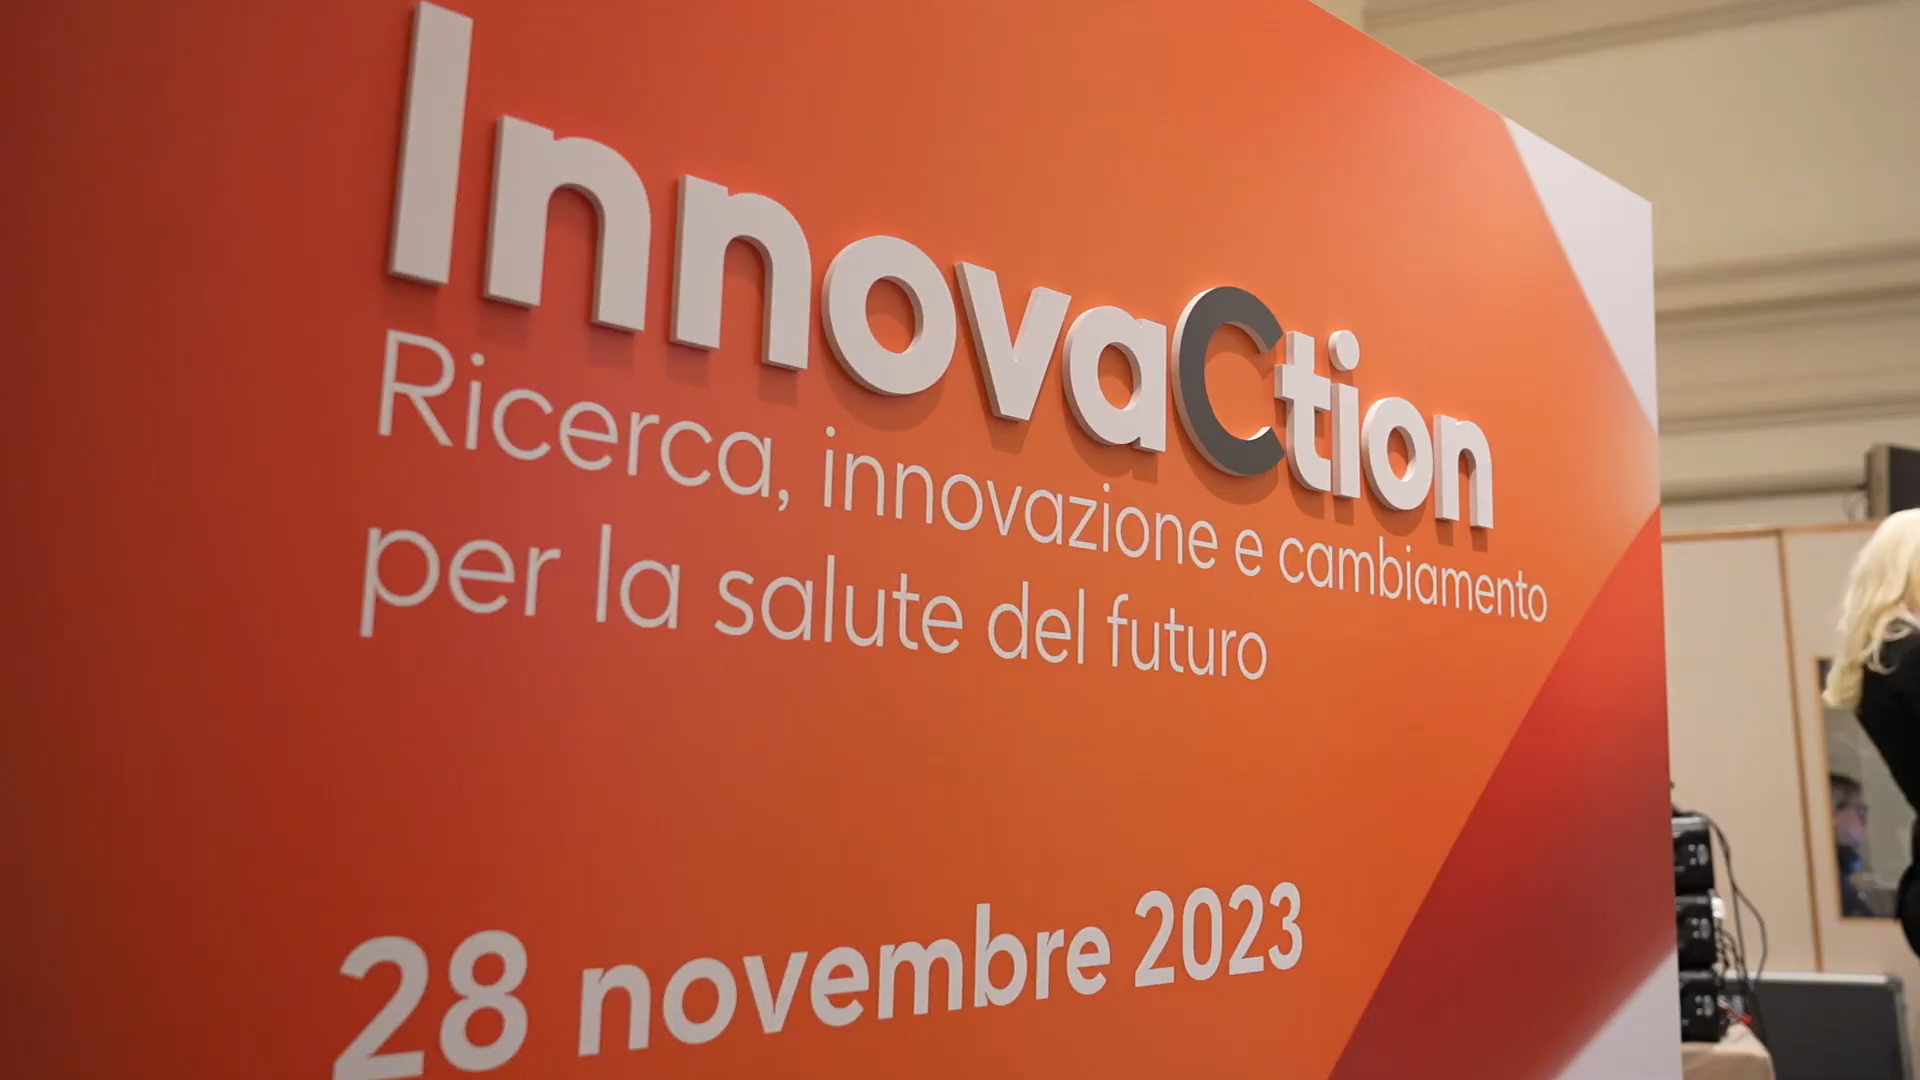 InnovaCtion
Ricerca, innovazione e cambiamento
per la salute del futuro
28 novembre 2023